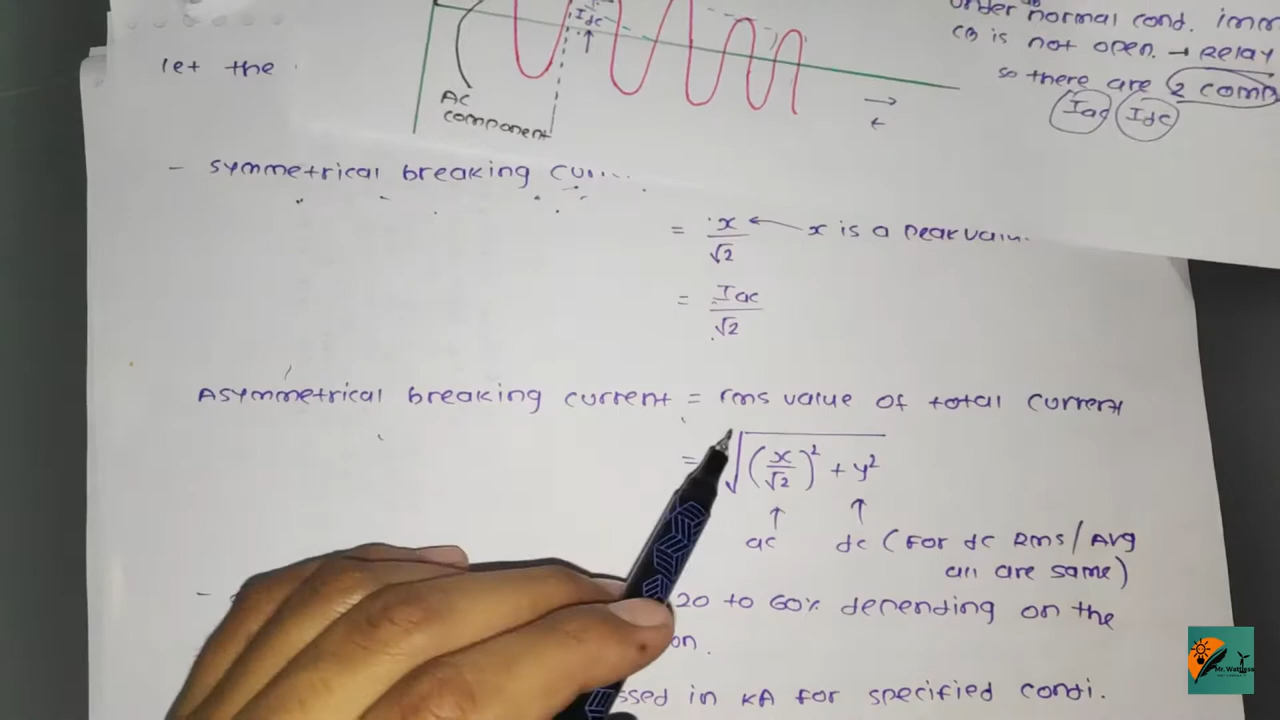 under normal cond.
CB is not open. → Relay
so there are 2 comp
Iac Idc
Idc
let the
AC
component
t
- symmetrical breaking
= x/√2 ← x is a peak
= Iac/√2
Asymmetrical breaking current = rms value of total current
= √((x/√2)² + y²)
ac dc (For dc Rms/Avg
all are same)
20 to 60% depending on the
on.
ssed in KA for specified condi.
Mr. Wattless